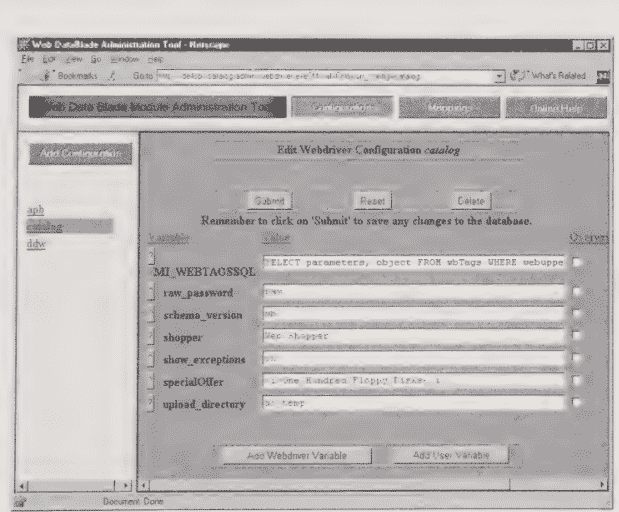 Web DataBlade Administration Tool - Netscape
File Edit View Go Window Help
Bookmarks Go to What's Related
Web Data Blade Module Administration Tool Configuration Mappings Online Help
Add Configuration
Edit Webdriver Configuration catalog
Submit Reset Delete
Remember to click on 'Submit' to save any changes to the database.
aph
catalog
ddw
Variable Value
? MI_WEBTAGSSQL SELECT parameters, object FROM wbTags WHERE webuppe
? raw_password
? schema_version wb
? shopper Web Shopper
? show_exceptions
? specialOffer One Hundred Floppy Disks
? upload_directory temp
Add Webdriver Variable Add User Variable
Document: Done